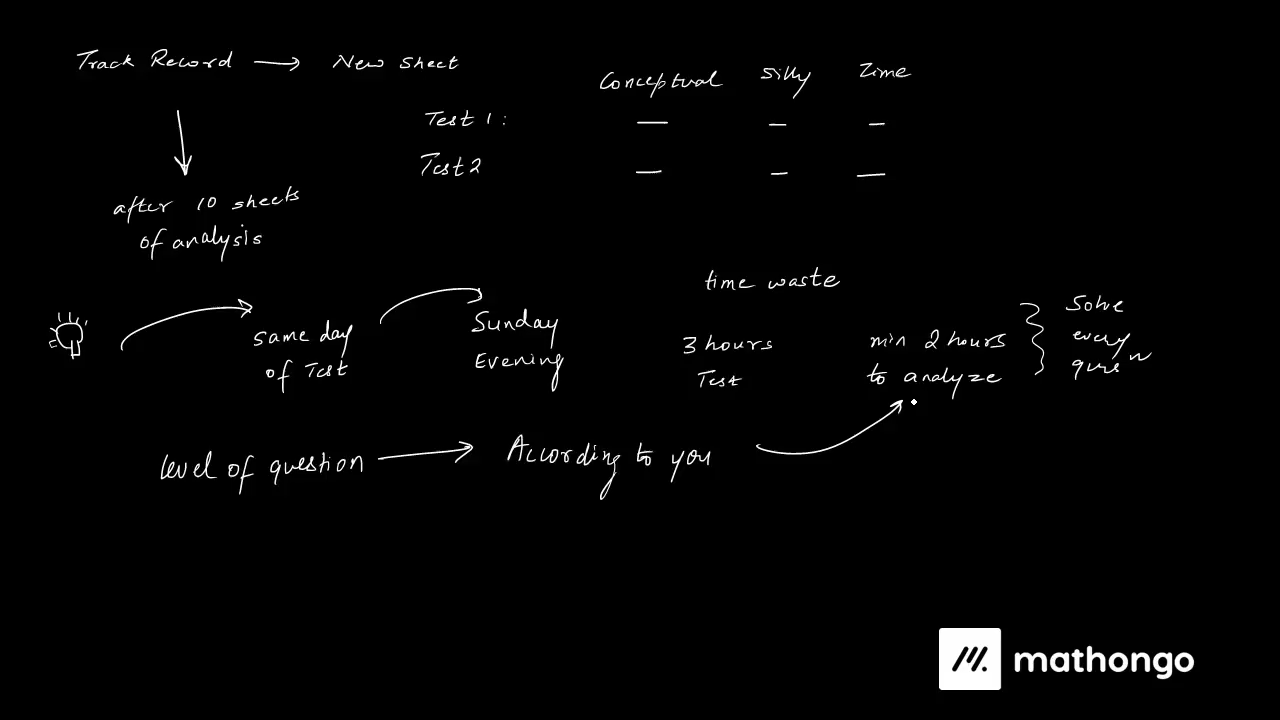 Track Record → New sheet
Conceptual Silly Time
Test 1 : — — —
Test 2 — — —
after 10 sheets
of analysis
time waste
same day
of Test
Sunday
Evening
3 hours
Test
min 2 hours
to analyze
Solve
every
quesⁿ
level of question → According to you
mathongo